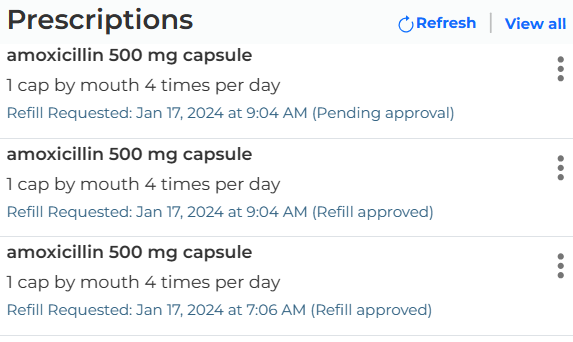 Prescriptions
Refresh | View all
amoxicillin 500 mg capsule
1 cap by mouth 4 times per day
Refill Requested: Jan 17, 2024 at 9:04 AM (Pending approval)
amoxicillin 500 mg capsule
1 cap by mouth 4 times per day
Refill Requested: Jan 17, 2024 at 9:04 AM (Refill approved)
amoxicillin 500 mg capsule
1 cap by mouth 4 times per day
Refill Requested: Jan 17, 2024 at 7:06 AM (Refill approved)